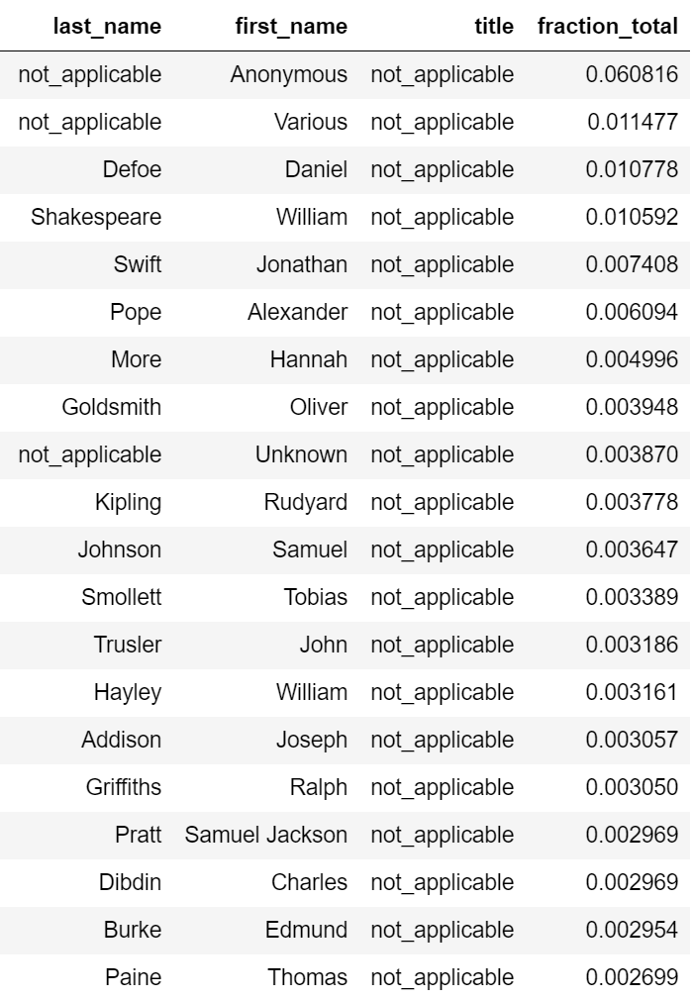 last_name first_name title fraction_total
not_applicable Anonymous not_applicable 0.060816
not_applicable Various not_applicable 0.011477
Defoe Daniel not_applicable 0.010778
Shakespeare William not_applicable 0.010592
Swift Jonathan not_applicable 0.007408
Pope Alexander not_applicable 0.006094
More Hannah not_applicable 0.004996
Goldsmith Oliver not_applicable 0.003948
not_applicable Unknown not_applicable 0.003870
Kipling Rudyard not_applicable 0.003778
Johnson Samuel not_applicable 0.003647
Smollett Tobias not_applicable 0.003389
Trusler John not_applicable 0.003186
Hayley William not_applicable 0.003161
Addison Joseph not_applicable 0.003057
Griffiths Ralph not_applicable 0.003050
Pratt Samuel Jackson not_applicable 0.002969
Dibdin Charles not_applicable 0.002969
Burke Edmund not_applicable 0.002954
Paine Thomas not_applicable 0.002699